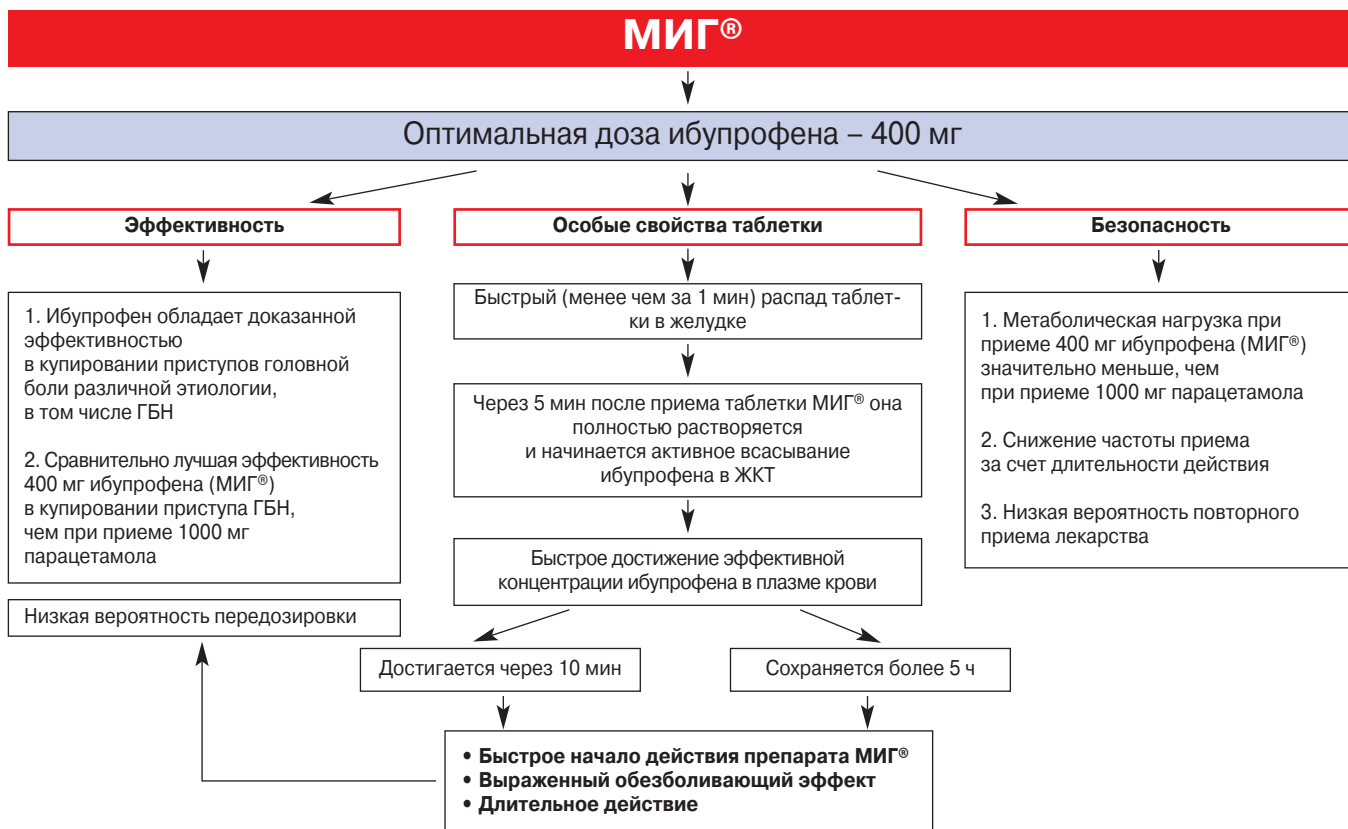 МИГ®
Оптимальная доза ибупрофена – 400 мг
Эффективность
1. Ибупрофен обладает доказанной
эффективностью
в купировании приступов головной
боли различной этиологии,
в том числе ГБН
2. Сравнительно лучшая эффективность
400 мг ибупрофена (МИГ®)
в купировании приступа ГБН,
чем при приеме 1000 мг
парацетамола
Низкая вероятность передозировки
Особые свойства таблетки
Быстрый (менее чем за 1 мин) распад таблет-
ки в желудке
Через 5 мин после приема таблетки МИГ® она
полностью растворяется
и начинается активное всасывание
ибупрофена в ЖКТ
Быстрое достижение эффективной
концентрации ибупрофена в плазме крови
Достигается через 10 мин
Сохраняется более 5 ч
• Быстрое начало действия препарата МИГ®
• Выраженный обезболивающий эффект
• Длительное действие
Безопасность
1. Метаболическая нагрузка при
приеме 400 мг ибупрофена (МИГ®)
значительно меньше, чем
при приеме 1000 мг парацетамола
2. Снижение частоты приема
за счет длительности действия
3. Низкая вероятность повторного
приема лекарства